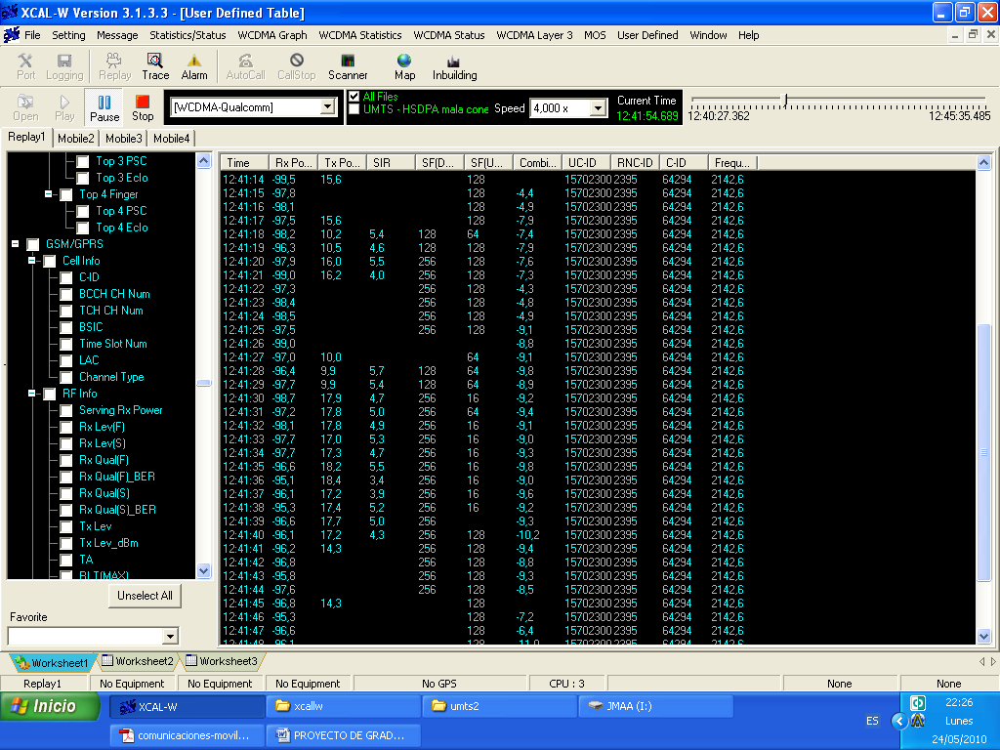 XCAL-W Version 3.1.3.3 - [User Defined Table]
File Setting Message Statistics/Status WCDMA Graph WCDMA Statistics WCDMA Status WCDMA Layer 3 MOS User Defined Window Help
Port Logging Replay Trace Alarm AutoCall CallStop Scanner Map Inbuilding
Open Play Pause Stop [WCDMA-Qualcomm] All Files
UMTS - HSDPA mala cone Speed 4,000 x Current Time
12:41:54.689 12:40:27.362 12:45:35.485
Replay1 Mobile2 Mobile3 Mobile4
Top 3 PSC
Top 3 EcIo
Top 4 Finger
Top 4 PSC
Top 4 EcIo
GSM/GPRS
Cell Info
C-ID
BCCH CH Num
TCH CH Num
BSIC
Time Slot Num
LAC
Channel Type
RF Info
Serving Rx Power
Rx Lev(F)
Rx Lev(S)
Rx Qual(F)
Rx Qual(F)_BER
Rx Qual(S)
Rx Qual(S)_BER
Tx Lev
Tx Lev_dBm
TA
RLT(MAX)
Unselect All
Favorite
Time Rx Po... Tx Po... SIR SF(D... SF(U... Combi... UC-ID RNC-ID C-ID Frequ...
12:41:14 -99,5 15,6 128 15702300 2395 64294 2142,6
12:41:15 -97,8 128 -4,4 15702300 2395 64294 2142,6
12:41:16 -98,1 128 -4,9 15702300 2395 64294 2142,6
12:41:17 -97,5 15,6 128 -7,9 15702300 2395 64294 2142,6
12:41:18 -98,2 10,2 5,4 128 64 -7,4 15702300 2395 64294 2142,6
12:41:19 -96,3 10,5 4,6 128 128 -7,9 15702300 2395 64294 2142,6
12:41:20 -97,9 16,0 5,5 256 128 -7,6 15702300 2395 64294 2142,6
12:41:21 -99,0 16,2 4,0 256 128 -7,3 15702300 2395 64294 2142,6
12:41:22 -97,3 256 128 -4,3 15702300 2395 64294 2142,6
12:41:23 -98,4 256 128 -4,8 15702300 2395 64294 2142,6
12:41:24 -98,5 256 128 -4,9 15702300 2395 64294 2142,6
12:41:25 -97,5 256 128 -9,1 15702300 2395 64294 2142,6
12:41:26 -99,0 -8,8 15702300 2395 64294 2142,6
12:41:27 -97,0 10,0 64 -9,1 15702300 2395 64294 2142,6
12:41:28 -96,4 9,9 5,7 128 64 -9,8 15702300 2395 64294 2142,6
12:41:29 -97,7 9,9 5,4 128 64 -8,9 15702300 2395 64294 2142,6
12:41:30 -98,7 17,9 4,7 256 16 -9,2 15702300 2395 64294 2142,6
12:41:31 -97,2 17,8 5,0 256 64 -9,4 15702300 2395 64294 2142,6
12:41:32 -98,1 17,8 4,9 256 16 -9,1 15702300 2395 64294 2142,6
12:41:33 -97,7 17,0 5,3 256 16 -9,0 15702300 2395 64294 2142,6
12:41:34 -97,7 17,3 4,7 256 16 -9,3 15702300 2395 64294 2142,6
12:41:35 -96,6 18,2 5,5 256 16 -9,8 15702300 2395 64294 2142,6
12:41:36 -95,1 18,4 3,4 256 16 -9,0 15702300 2395 64294 2142,6
12:41:37 -96,1 17,2 3,9 256 16 -9,6 15702300 2395 64294 2142,6
12:41:38 -95,3 17,4 5,2 256 16 -9,2 15702300 2395 64294 2142,6
12:41:39 -96,6 17,7 5,0 256 -9,3 15702300 2395 64294 2142,6
12:41:40 -96,1 17,2 4,3 256 128 -10,2 15702300 2395 64294 2142,6
12:41:41 -96,2 14,3 256 128 -9,4 15702300 2395 64294 2142,6
12:41:42 -96,8 256 128 -8,8 15702300 2395 64294 2142,6
12:41:43 -95,8 256 128 -9,3 15702300 2395 64294 2142,6
12:41:44 -97,6 256 128 -8,5 15702300 2395 64294 2142,6
12:41:45 -96,8 14,3 128 15702300 2395 64294 2142,6
12:41:46 -95,3 128 -7,2 15702300 2395 64294 2142,6
12:41:47 -96,6 128 -6,4 15702300 2395 64294 2142,6
12:41:48 -96,1 128 -11,0 15702300 2395 64294 2142,6
Worksheet1 Worksheet2 Worksheet3
Replay1 No Equipment No Equipment No Equipment No GPS CPU : 3 None None
Inicio XCAL-W xcallw umts2 JMAA (I:) ES 22:26
Lunes
comunicaciones-movil... PROYECTO DE GRAD... 24/05/2010